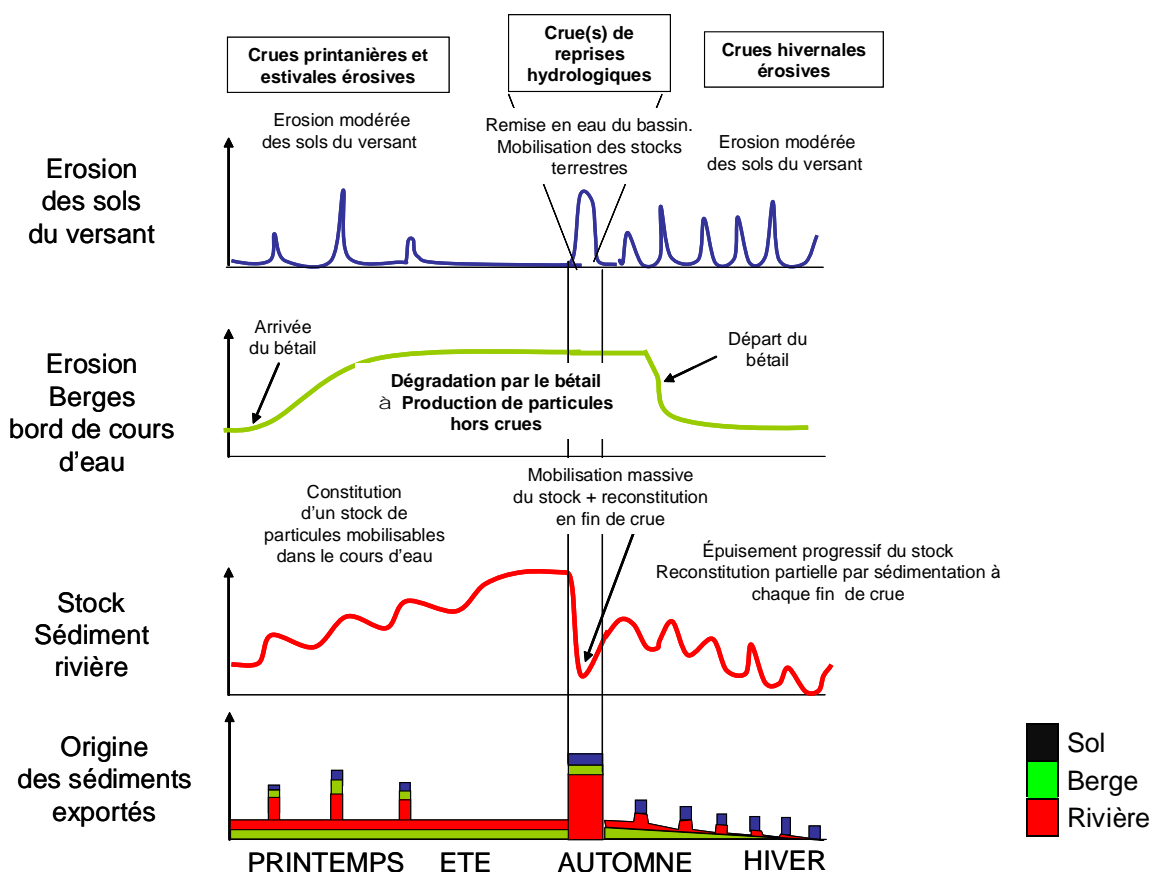 Crues printanières et
estivales érosives
Crue(s) de
reprises
hydrologiques
Crues hivernales
érosives
Erosion modérée
des sols du versant
Remise en eau du bassin.
Mobilisation des stocks
terrestres
Erosion modérée
des sols du versant
Erosion
des sols
du versant
Arrivée
du bétail
Départ du
bétail
Erosion
Berges
bord de cours
d'eau
Dégradation par le bétail
à Production de particules
hors crues
Mobilisation massive
du stock + reconstitution
en fin de crue
Constitution
d'un stock de
particules mobilisables
dans le cours d'eau
Épuisement progressif du stock
Reconstitution partielle par sédimentation à
chaque fin de crue
Stock
Sédiment
rivière
Origine
des sédiments
exportés
Sol
Berge
Rivière
PRINTEMPS ETE AUTOMNE HIVER